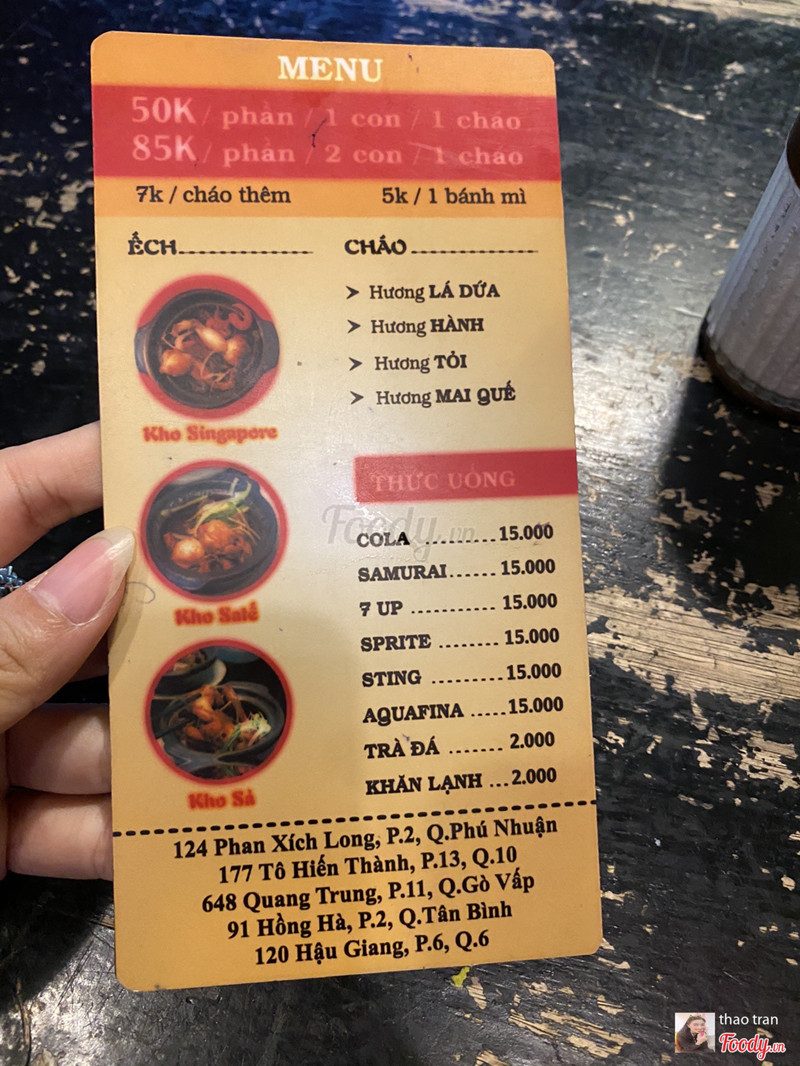 MENU
50K / phần / 1 con / 1 cháo
85K / phần / 2 con / 1 cháo
7k / cháo thêm
5k / 1 bánh mì
ẾCH
Kho Singapore
Kho Saté
Kho Sả
CHÁO
Hương LÁ DỨA
Hương HÀNH
Hương TỎI
Hương MAI QUẾ
THỨC UỐNG
COLA .......... 15.000
SAMURAI...... 15.000
7 UP ........... 15.000
SPRITE ........ 15.000
STING .......... 15.000
AQUAFINA ..... 15.000
TRÀ ĐÁ ....... 2.000
KHĂN LẠNH ... 2.000
124 Phan Xích Long, P.2, Q.Phú Nhuận
177 Tô Hiến Thành, P.13, Q.10
648 Quang Trung, P.11, Q.Gò Vấp
91 Hồng Hà, P.2, Q.Tân Bình
120 Hậu Giang, P.6, Q.6
Foody.vn
thao tran
Foody.vn